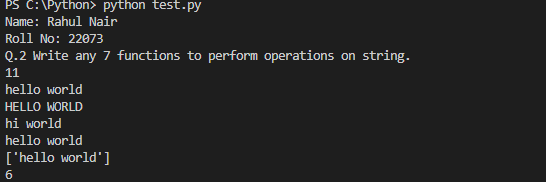 PS C:\Python> python test.py
Name: Rahul Nair
Roll No: 22073
Q.2 Write any 7 functions to perform operations on string.
11
hello world
HELLO WORLD
hi world
hello world
['hello world']
6